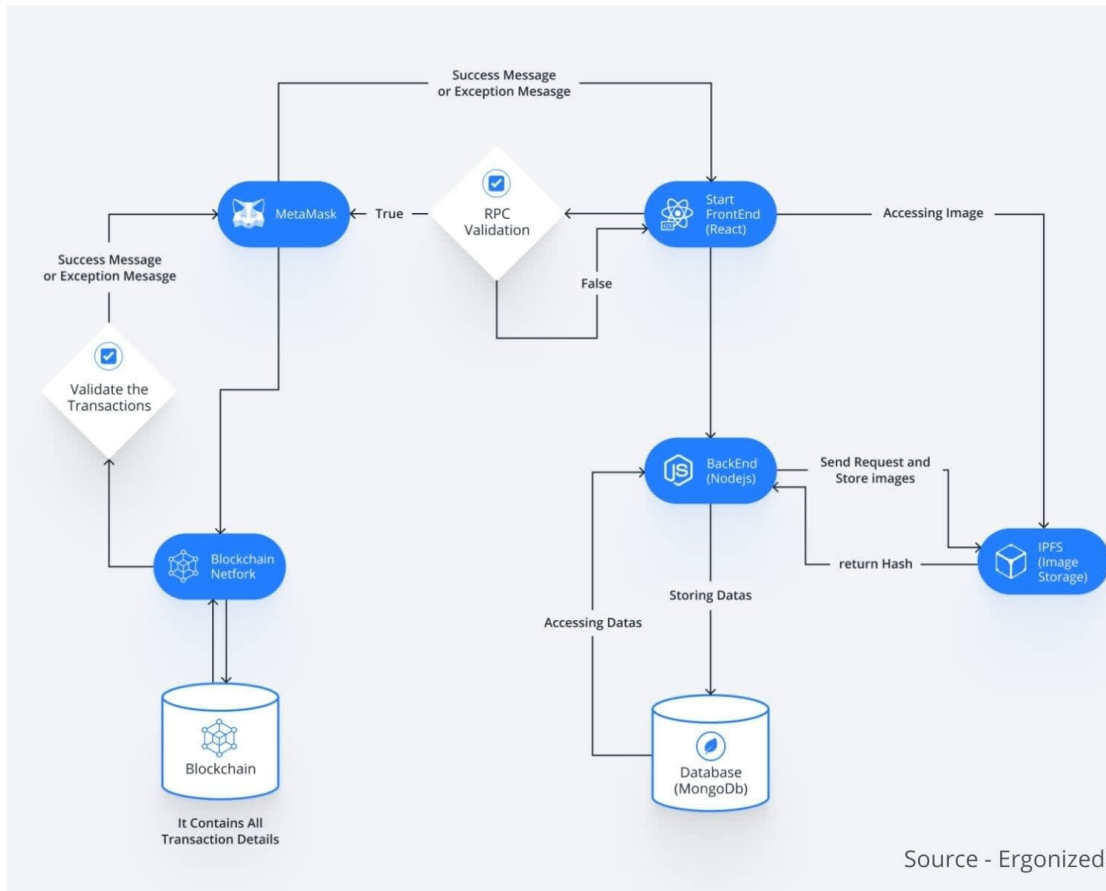 Success Message
or Exception Mesasge
MetaMask
True
RPC
Validation
Start
FrontEnd
(React)
Accessing Image
Success Message
or Exception Mesasge
False
Validate the
Transactions
BackEnd
(Nodejs)
Send Request and
Store images
Blockchain
Netfork
IPFS
(Image
Storage)
return Hash
Storing Datas
Accessing Datas
Blockchain
Database
(MongoDb)
It Contains All
Transaction Details
Source - Ergonized